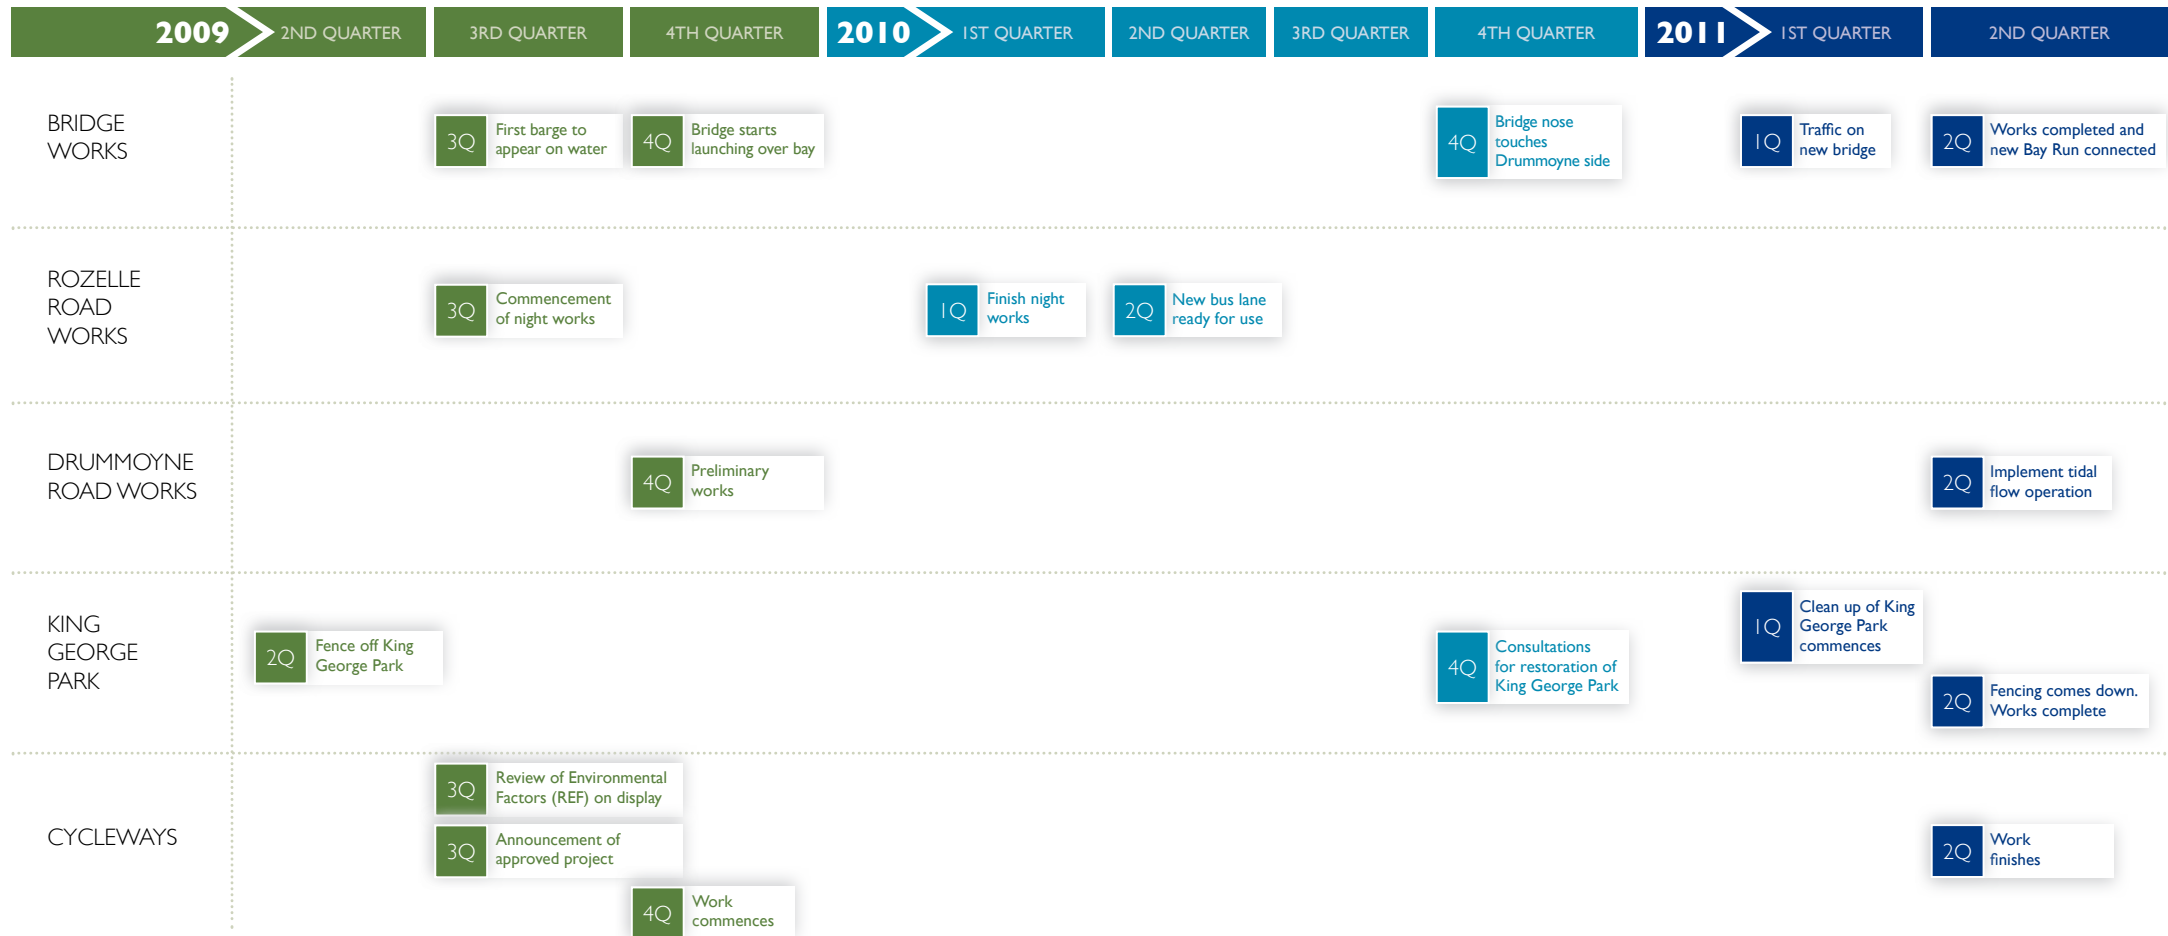 2009 2ND QUARTER 3RD QUARTER 4TH QUARTER 2010 1ST QUARTER 2ND QUARTER 3RD QUARTER 4TH QUARTER 2011 1ST QUARTER 2ND QUARTER
BRIDGE
WORKS
3Q
First barge to
appear on water
4Q
Bridge starts
launching over bay
4Q
Bridge nose
touches
Drummoyne side
1Q
Traffic on
new bridge
2Q
Works completed and
new Bay Run connected
ROZELLE
ROAD
WORKS
3Q
Commencement
of night works
1Q
Finish night
works
2Q
New bus lane
ready for use
DRUMMOYNE
ROAD WORKS
4Q
Preliminary
works
2Q
Implement tidal
flow operation
KING
GEORGE
PARK
2Q
Fence off King
George Park
4Q
Consultations
for restoration of
King George Park
1Q
Clean up of King
George Park
commences
2Q
Fencing comes down.
Works complete
CYCLEWAYS
3Q
Review of Environmental
Factors (REF) on display
3Q
Announcement of
approved project
4Q
Work
commences
2Q
Work
finishes